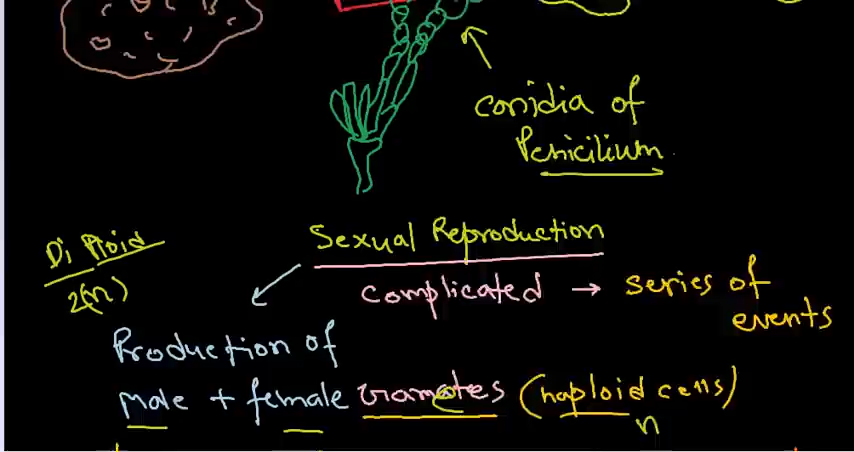 conidia of
Penicilium
Sexual Reproduction
Di Ploid
2(n)
complicated → series of
events
Production of
male + female Gametes (haploid cells)
n